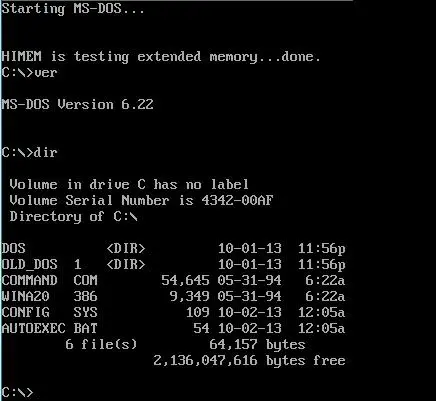 Starting MS-DOS...
HIMEM is testing extended memory...done.
C:\>ver
MS-DOS Version 6.22
C:\>dir
Volume in drive C has no label
Volume Serial Number is 4342-00AF
Directory of C:\
DOS          <DIR>         10-01-13  11:56p
OLD_DOS  1   <DIR>         10-01-13  11:56p
COMMAND  COM        54,645 05-31-94   6:22a
WINA20   386         9,349 05-31-94   6:22a
CONFIG   SYS           109 10-02-13  12:05a
AUTOEXEC BAT            54 10-02-13  12:05a
6 file(s)         64,157 bytes
2,136,047,616 bytes free
C:\>